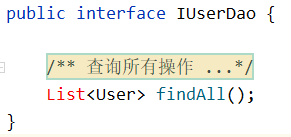 public interface IUserDao {
/** 查询所有操作 ...*/
List<User> findAll();
}